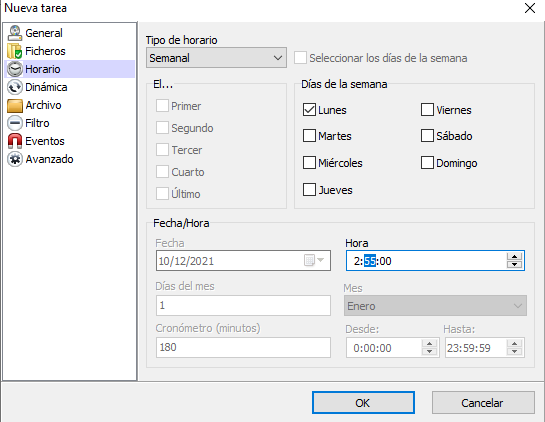 Nueva tarea
General
Ficheros
Horario
Dinámica
Archivo
Filtro
Eventos
Avanzado
Tipo de horario
Semanal
Seleccionar los días de la semana
El...
Primer
Segundo
Tercer
Cuarto
Último
Días de la semana
Lunes
Viernes
Martes
Sábado
Miércoles
Domingo
Jueves
Fecha/Hora
Fecha
Hora
10/12/2021
2:55:00
Días del mes
Mes
1
Enero
Cronómetro (minutos)
Desde:
Hasta:
180
0:00:00
23:59:59
OK
Cancelar